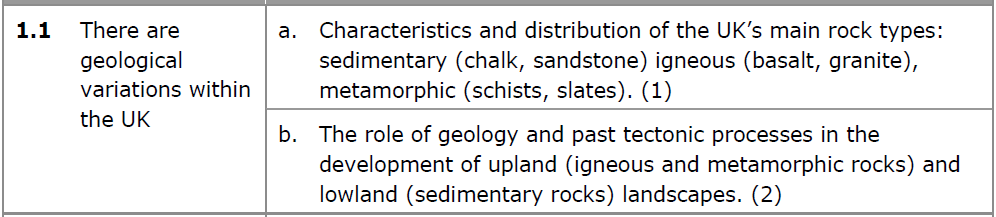 1.1 There are
geological
variations within
the UK
a. Characteristics and distribution of the UK’s main rock types:
sedimentary (chalk, sandstone) igneous (basalt, granite),
metamorphic (schists, slates). (1)
b. The role of geology and past tectonic processes in the
development of upland (igneous and metamorphic rocks) and
lowland (sedimentary rocks) landscapes. (2)